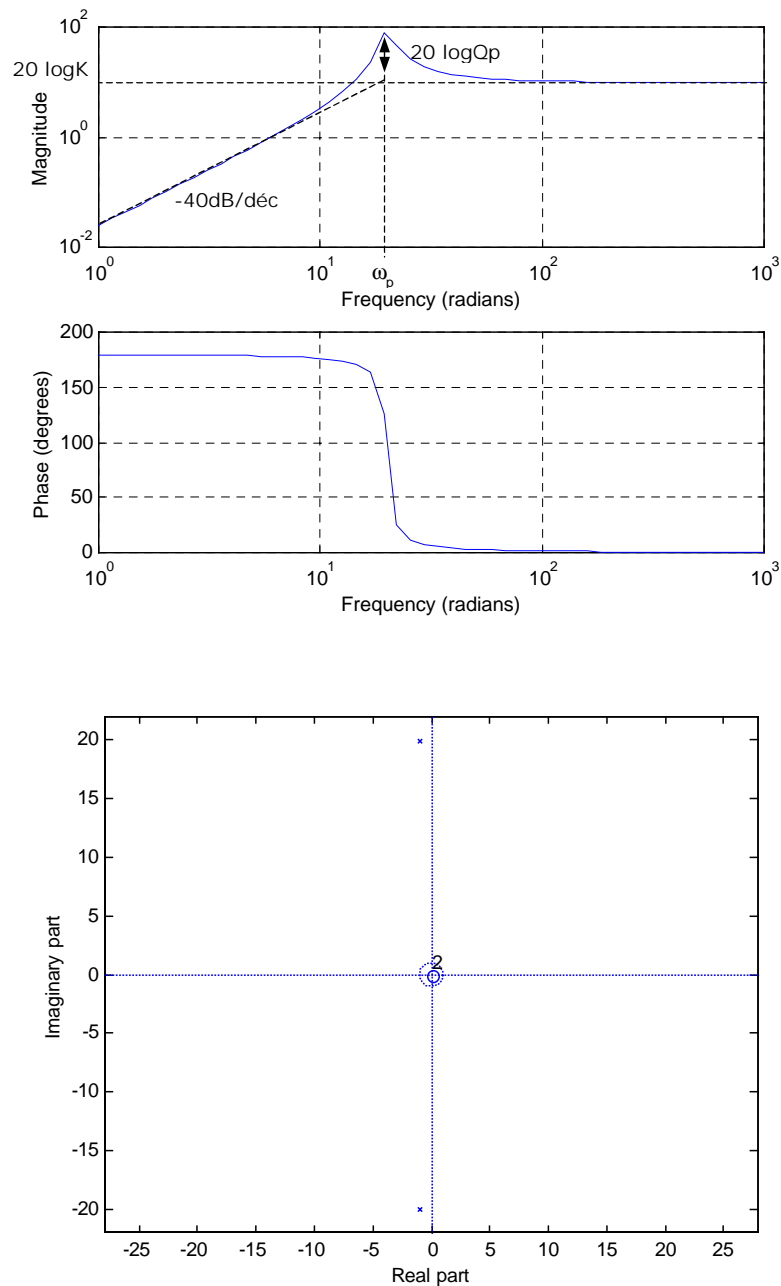 10^2
20 logQp
20 logK
Magnitude
10^0
-40dB/déc
10^-2
10^0 10^1 ω_p 10^2 10^3
Frequency (radians)
200
150
Phase (degrees)
100
50
0
10^0 10^1 10^2 10^3
Frequency (radians)
20
15
10
5
Imaginary part
2
0
-5
-10
-15
-20
-25 -20 -15 -10 -5 0 5 10 15 20 25
Real part